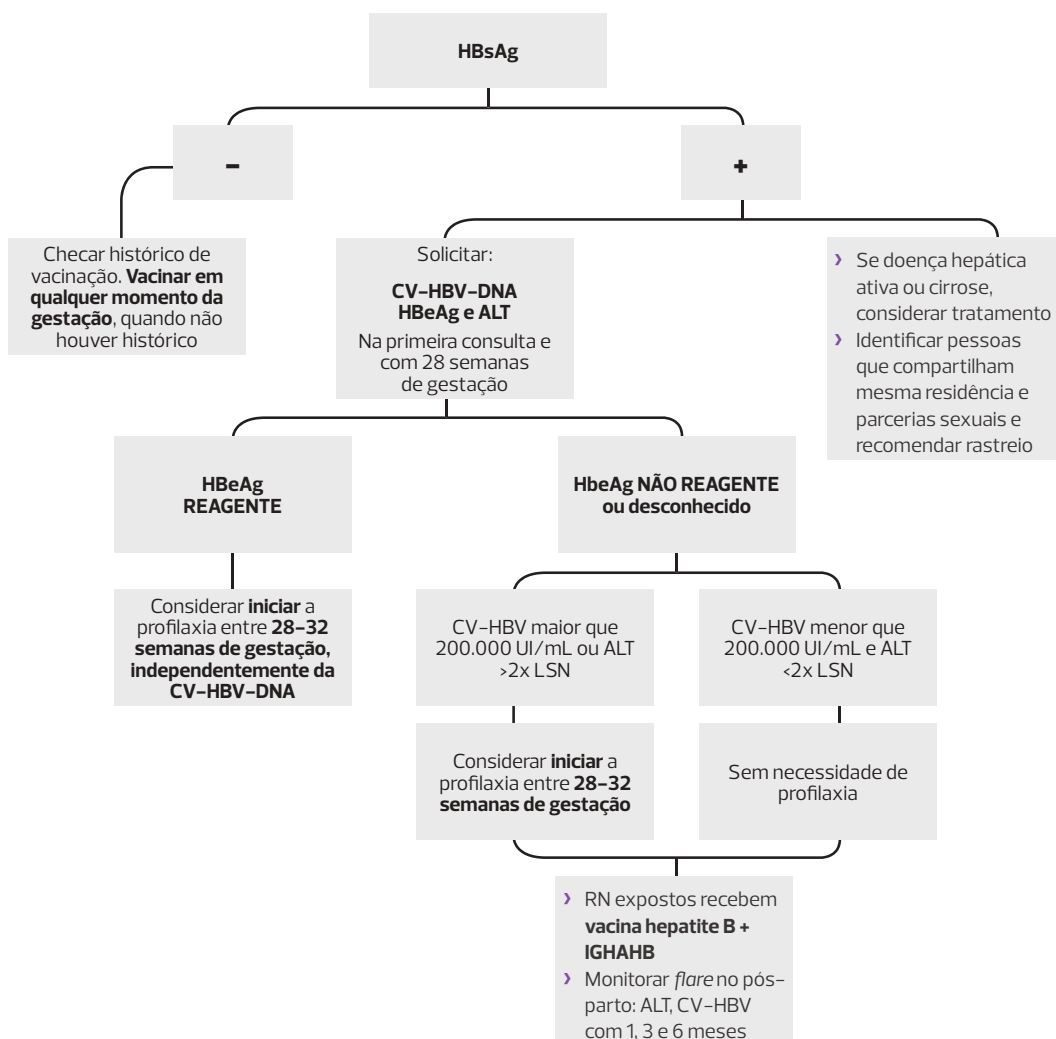 HBsAg
–
+
Checar histórico de
vacinação. Vacinar em
qualquer momento da
gestação, quando não
houver histórico
Solicitar:
CV-HBV-DNA
HBeAg e ALT
Na primeira consulta e
com 28 semanas
de gestação
› Se doença hepática
ativa ou cirrose,
considerar tratamento
› Identificar pessoas
que compartilham
mesma residência e
parcerias sexuais e
recomendar rastreio
HBeAg
REAGENTE
HbeAg NÃO REAGENTE
ou desconhecido
Considerar iniciar a
profilaxia entre 28-32
semanas de gestação,
independentemente da
CV-HBV-DNA
CV-HBV maior que
200.000 UI/mL ou ALT
>2x LSN
CV-HBV menor que
200.000 UI/mL e ALT
<2x LSN
Considerar iniciar a
profilaxia entre 28-32
semanas de gestação
Sem necessidade de
profilaxia
› RN expostos recebem
vacina hepatite B +
IGHAHB
› Monitorar flare no pós-
parto: ALT, CV-HBV
com 1, 3 e 6 meses